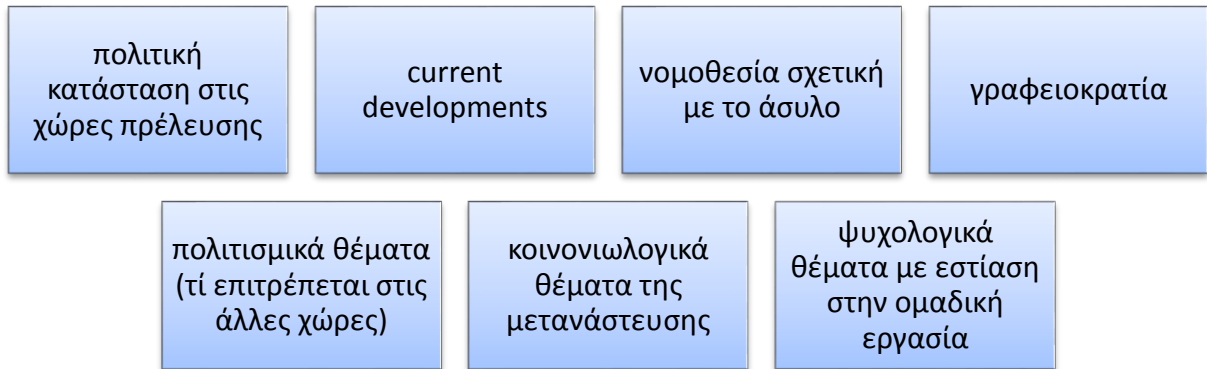 πολιτική
κατάσταση στις
χώρες πρέλευσης
current
developments
νομοθεσία σχετική
με το άσυλο
γραφειοκρατία
πολιτισμικά θέματα
(τί επιτρέπεται στις
άλλες χώρες)
κοινονιωλογικά
θέματα της
μετανάστευσης
ψυχολογικά
θέματα με εστίαση
στην ομαδική
εργασία